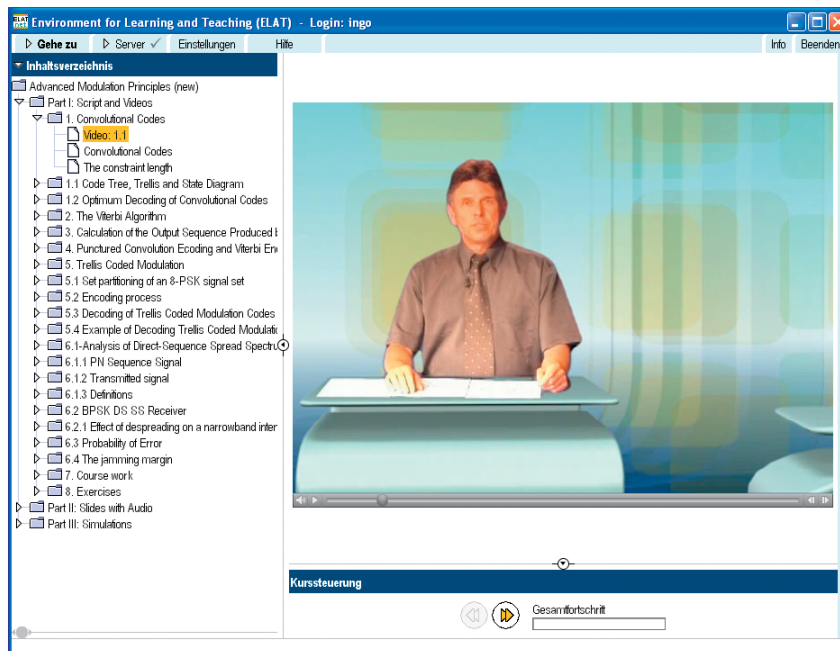 ELAT net Environment for Learning and Teaching (ELAT) - Login: ingo
Gehe zu Server Einstellungen Hilfe Info Beenden
Inhaltsverzeichnis
Advanced Modulation Principles (new)
Part I: Script and Videos
1. Convolutional Codes
Video: 1.1
Convolutional Codes
The constraint length
1.1 Code Tree, Trellis and State Diagram
1.2 Optimum Decoding of Convolutional Codes
2. The Viterbi Algorithm
3. Calculation of the Output Sequence Produced
4. Punctured Convolution Ecoding and Viterbi En
5. Trellis Coded Modulation
5.1 Set partitioning of an 8-PSK signal set
5.2 Encoding process
5.3 Decoding of Trellis Coded Modulation Codes
5.4 Example of Decoding Trellis Coded Modulati
6.1-Analysis of Direct-Sequence Spread Spectru
6.1.1 PN Sequence Signal
6.1.2 Transmitted signal
6.1.3 Definitions
6.2 BPSK DS SS Receiver
6.2.1 Effect of despreading on a narrowband inter
6.3 Probability of Error
6.4 The jamming margin
7. Course work
8. Exercises
Part II: Slides with Audio
Part III: Simulations
Kurssteuerung
Gesamtfortschritt